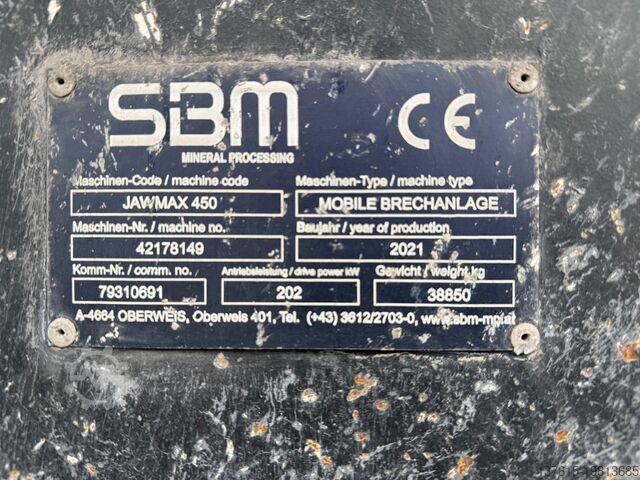 SBM CE
MINERAL PROCESSING
Maschinen-Code / machine code Maschinen-Type / machine type
JAWMAX 450 MOBILE BRECHANLAGE
Maschinen-Nr. / machine no. Baujahr / year of production
42178149 2021
Komm-Nr. / comm. no. Antriebsleistung / drive power kW Gewicht / weight kg
79310691 202 38850
A-4664 OBERWEIS, Oberweis 401, Tel. (+43) 3612/2703-0, www.sbm-mp.at